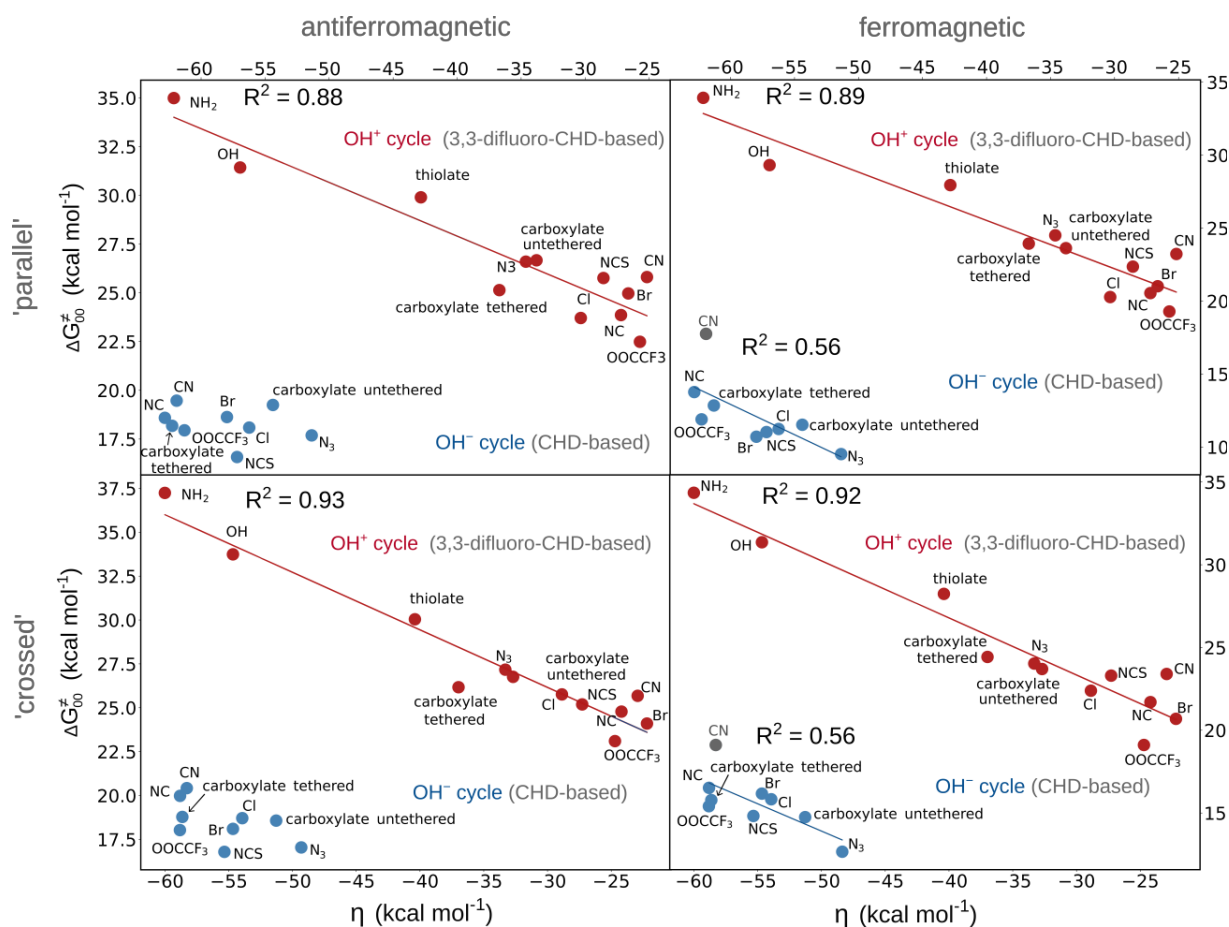 antiferromagnetic
ferromagnetic
−60 −55 −50 −45 −40 −35 −30 −25
−60 −55 −50 −45 −40 −35 −30 −25
'parallel'
ΔG₀₀≠ (kcal mol⁻¹)
35.0
32.5
30.0
27.5
25.0
22.5
20.0
17.5
NH₂
R² = 0.88
OH⁺ cycle (3,3-difluoro-CHD-based)
OH
thiolate
carboxylate
untethered
N3
NCS
CN
carboxylate tethered
Cl
Br
NC
OOCCF3
CN
NC
Br
carboxylate untethered
OOCCF₃
Cl
N₃
carboxylate
tethered
NCS
OH⁻ cycle (CHD-based)
NH₂
R² = 0.89
OH⁺ cycle (3,3-difluoro-CHD-based)
OH
thiolate
N₃
carboxylate
untethered
carboxylate
tethered
NCS
CN
Cl
Br
NC
OOCCF₃
CN
R² = 0.56
NC
carboxylate tethered
OH⁻ cycle (CHD-based)
OOCCF₃
Cl
carboxylate untethered
Br
NCS
N₃
35
30
25
20
15
10
'crossed'
ΔG₀₀≠ (kcal mol⁻¹)
37.5
35.0
32.5
30.0
27.5
25.0
22.5
20.0
17.5
NH₂
R² = 0.93
OH
OH⁺ cycle (3,3-difluoro-CHD-based)
thiolate
N₃
carboxylate
untethered
carboxylate
tethered
Cl
NCS
CN
NC
Br
OOCCF₃
CN
NC
carboxylate tethered
OH⁻ cycle (CHD-based)
Cl
carboxylate untethered
OOCCF₃
Br
NCS
N₃
NH₂
R² = 0.92
OH
OH⁺ cycle (3,3-difluoro-CHD-based)
thiolate
carboxylate
tethered
N₃
carboxylate
untethered
NCS
CN
Cl
NC
Br
OOCCF₃
CN
R² = 0.56
NC
carboxylate tethered
OH⁻ cycle (CHD-based)
Br
Cl
OOCCF₃
NCS
carboxylate untethered
N₃
35
30
25
20
15
−60 −55 −50 −45 −40 −35 −30 −25
−60 −55 −50 −45 −40 −35 −30 −25
η (kcal mol⁻¹)
η (kcal mol⁻¹)